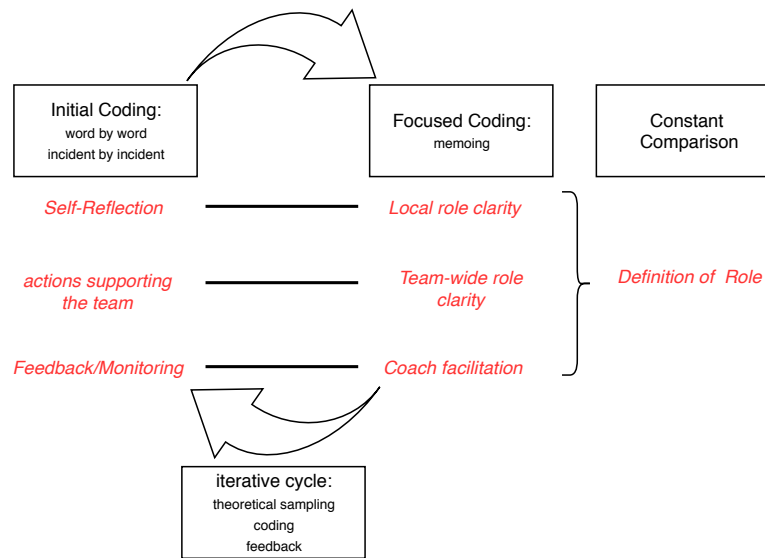 Initial Coding:
word by word
incident by incident
Focused Coding:
memoing
Constant
Comparison
Self-Reflection
Local role clarity
actions supporting
the team
Team-wide role
clarity
Definition of Role
Feedback/Monitoring
Coach facilitation
iterative cycle:
theoretical sampling
coding
feedback